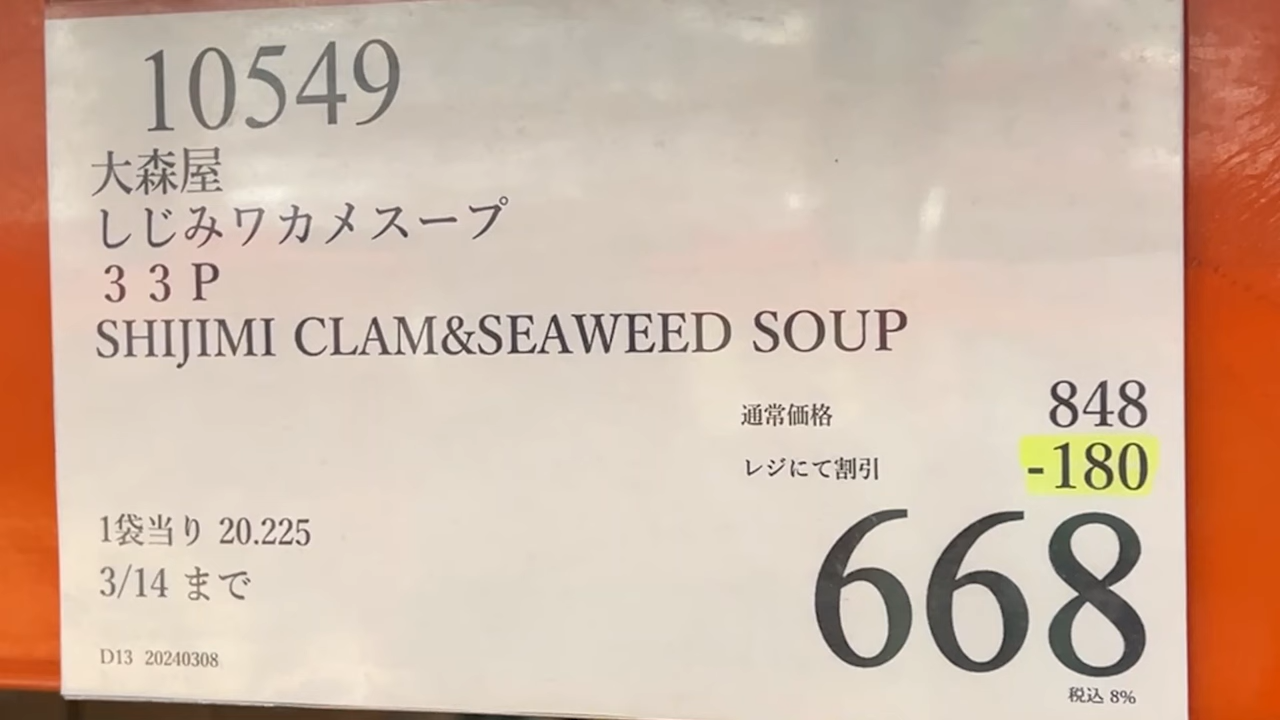 10549
大森屋
しじみワカメスープ
３３Ｐ
SHIJIMI CLAM&SEAWEED SOUP
通常価格 848
レジにて割引 -180
668
1袋当り 20.225
3/14 まで
D13 20240308
税込 8%